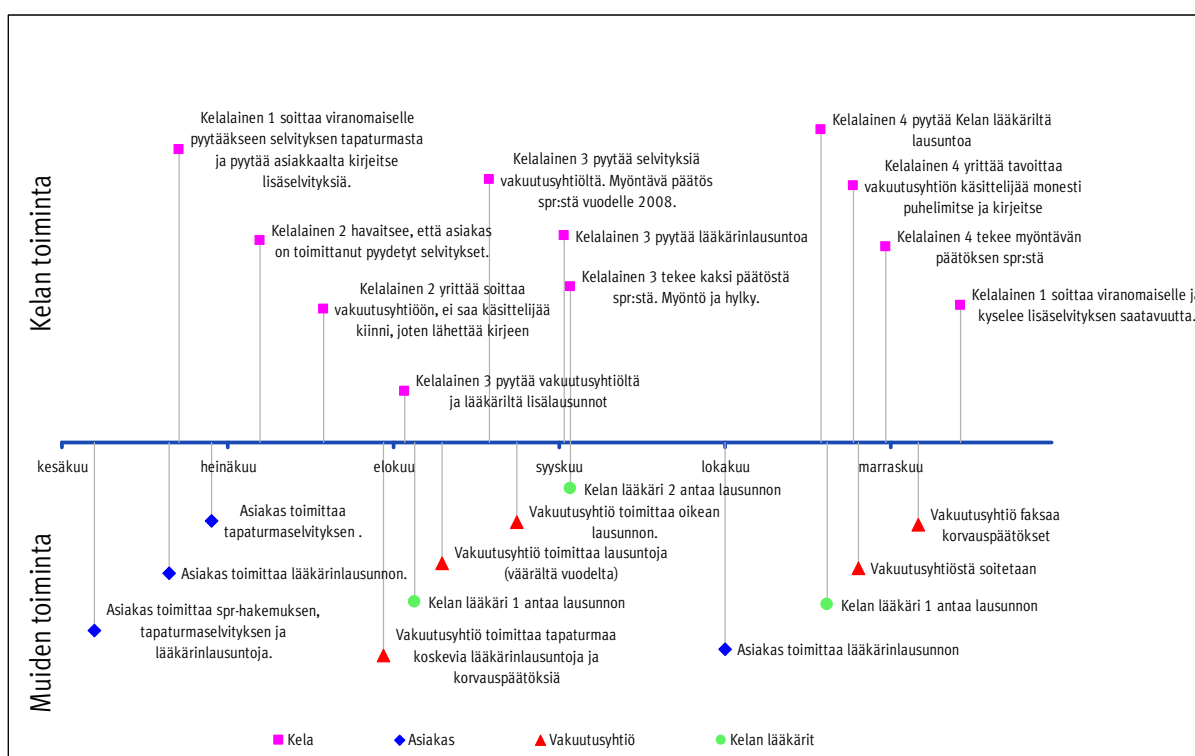 Kelan toiminta
Kelalainen 1 soittaa viranomaiselle
pyytääkseen selvityksen tapaturmasta
ja pyytää asiakkaalta kirjeitse
lisäselvityksiä.
Kelalainen 2 havaitsee, että asiakas
on toimittanut pyydetyt selvitykset.
Kelalainen 2 yrittää soittaa
vakuutusyhtiöön, ei saa käsittelijää
kiinni, joten lähettää kirjeen
Kelalainen 3 pyytää vakuutusyhtiöltä
ja lääkäriltä lisälausunnot
Kelalainen 3 pyytää selvityksiä
vakuutusyhtiöltä. Myöntävä päätös
spr:stä vuodelle 2008.
Kelalainen 3 pyytää lääkärinlausuntoa
Kelalainen 3 tekee kaksi päätöstä
spr:stä. Myöntö ja hylky.
Kelalainen 4 pyytää Kelan lääkäriltä
lausuntoa
Kelalainen 4 yrittää tavoittaa
vakuutusyhtiön käsittelijää monesti
puhelimitse ja kirjeitse
Kelalainen 4 tekee myöntävän
päätöksen spr:stä
Kelalainen 1 soittaa viranomaiselle ja
kyselee lisäselvityksen saatavuutta.
kesäkuu
heinäkuu
elokuu
syyskuu
lokakuu
marraskuu
Muiden toiminta
Asiakas toimittaa
tapaturmaselvityksen .
Asiakas toimittaa lääkärinlausunnon.
Asiakas toimittaa spr-hakemuksen,
tapaturmaselvityksen ja
lääkärinlausuntoja.
Kelan lääkäri 2 antaa lausunnon
Vakuutusyhtiö toimittaa oikean
lausunnon.
Vakuutusyhtiö toimittaa lausuntoja
(väärältä vuodelta)
Kelan lääkäri 1 antaa lausunnon
Vakuutusyhtiö toimittaa tapaturmaa
koskevia lääkärinlausuntoja ja
korvauspäätöksiä
Vakuutusyhtiö faksaa
korvauspäätökset
Vakuutusyhtiöstä soitetaan
Kelan lääkäri 1 antaa lausunnon
Asiakas toimittaa lääkärinlausunnon
Kela
Asiakas
Vakuutusyhtiö
Kelan lääkärit